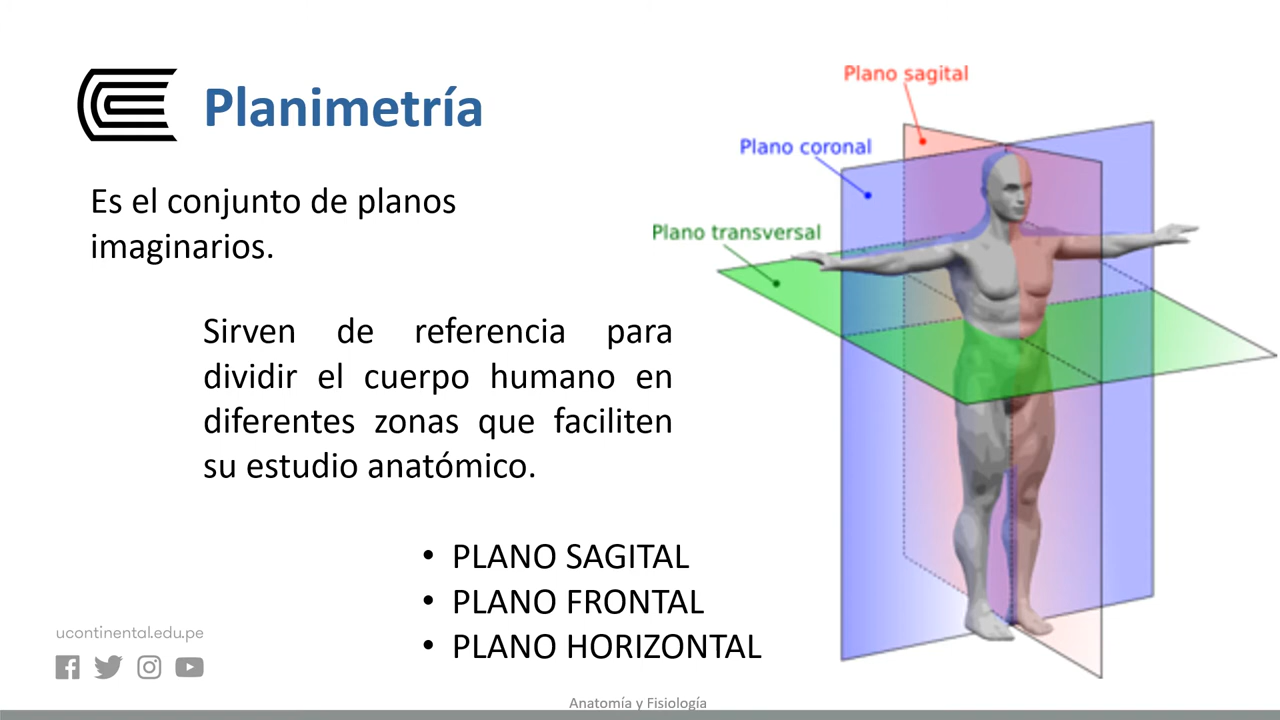 Planimetría
Es el conjunto de planos
imaginarios.
Sirven de referencia para
dividir el cuerpo humano en
diferentes zonas que faciliten
su estudio anatómico.
• PLANO SAGITAL
• PLANO FRONTAL
• PLANO HORIZONTAL
Plano sagital
Plano coronal
Plano transversal
ucontinental.edu.pe
Anatomía y Fisiología